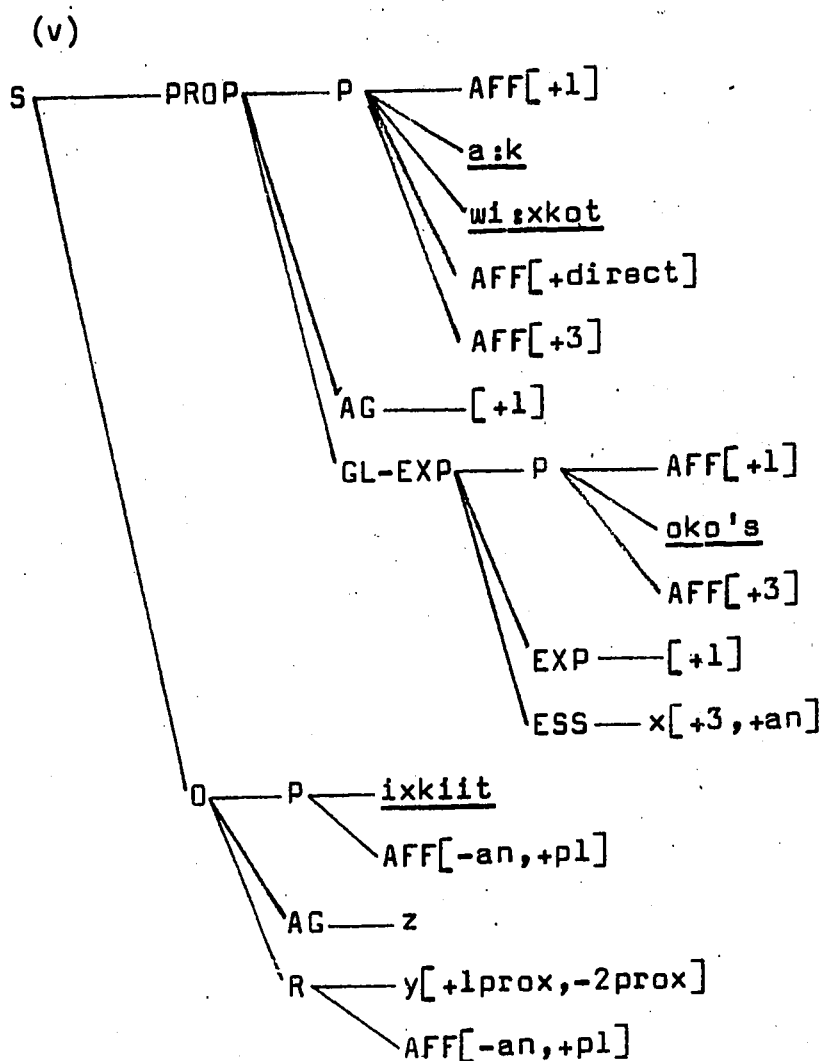 (v)
S PROP P AFF[+1]
a:k
wi:xkot
AFF[+direct]
AFF[+3]
AG [+1]
GL-EXP P AFF[+1]
oko's
AFF[+3]
EXP [+1]
ESS x[+3,+an]
O P ixkiit
AFF[-an,+pl]
AG z
R y[+1prox,-2prox]
AFF[-an,+pl]